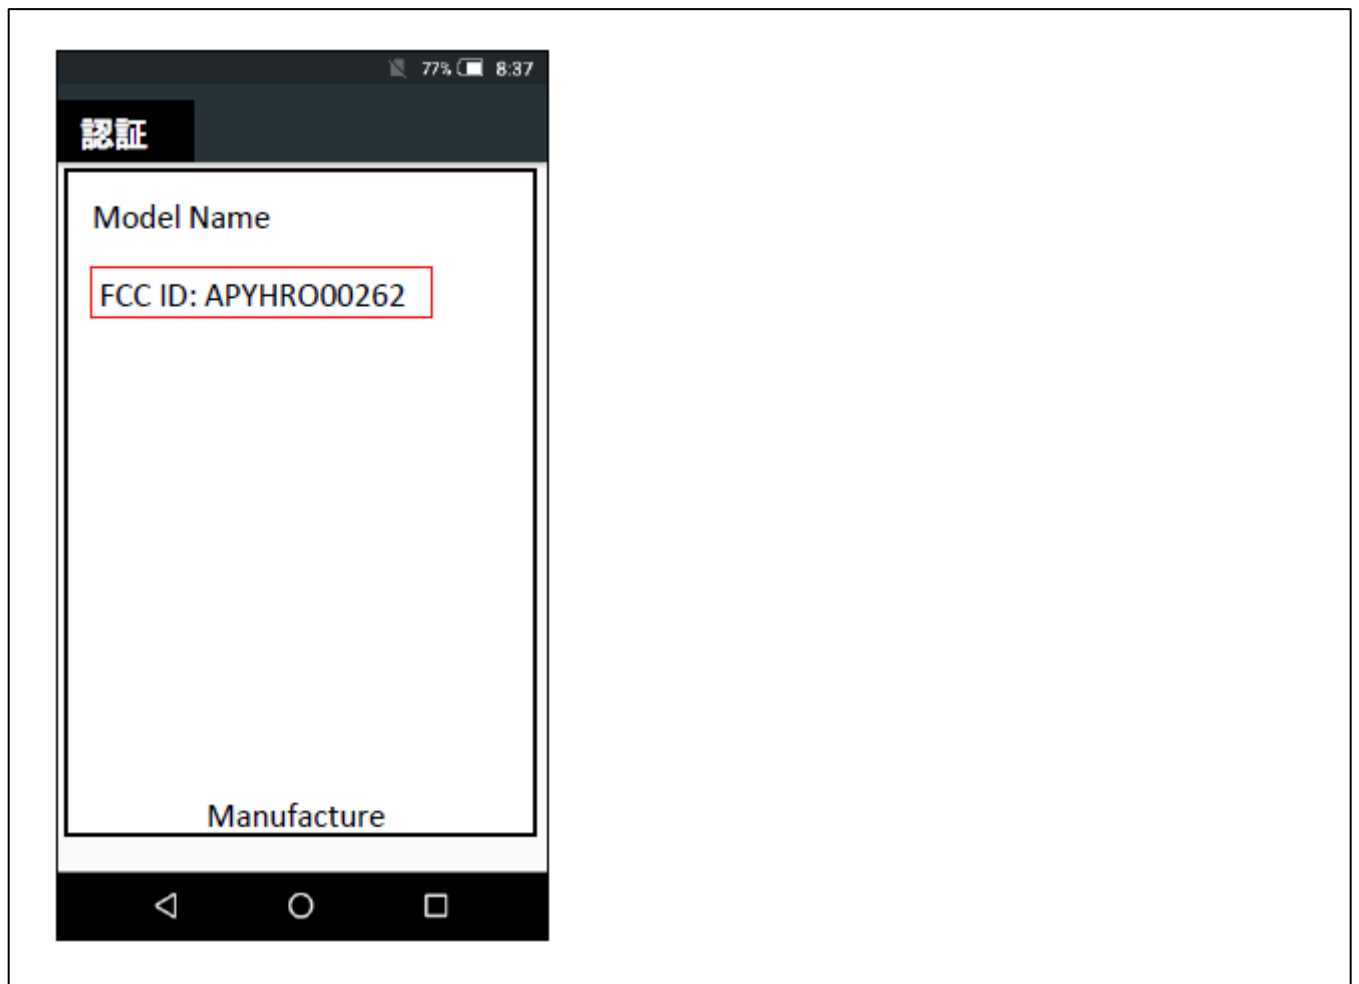 77% 8:37
認証
Model Name
FCC ID: APYHRO00262
Manufacture